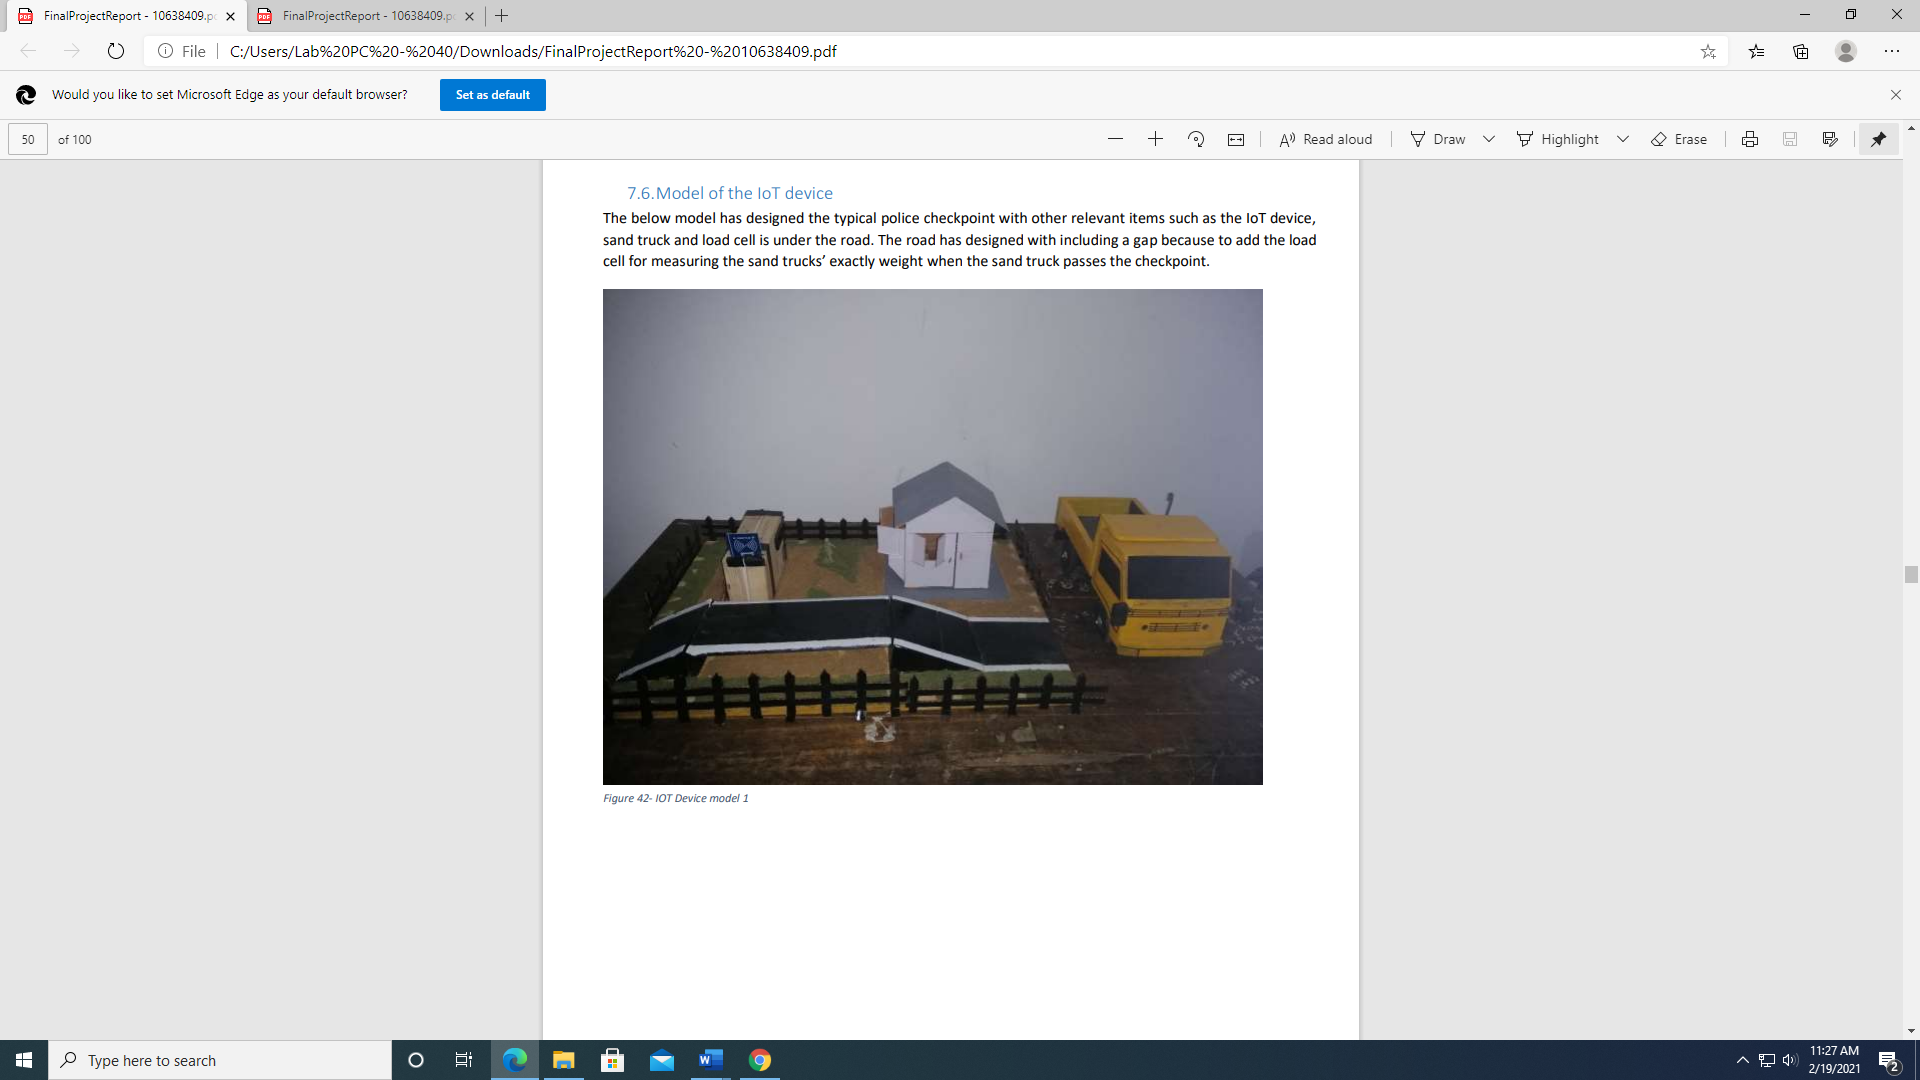 FinalProjectReport - 10638409.p
FinalProjectReport - 10638409.p
File
C:/Users/Lab%20PC%20-%2040/Downloads/FinalProjectReport%20-%2010638409.pdf
Would you like to set Microsoft Edge as your default browser?
Set as default
50 of 100
Read aloud
Draw
Highlight
Erase
7.6.Model of the IoT device
The below model has designed the typical police checkpoint with other relevant items such as the IoT device,
sand truck and load cell is under the road. The road has designed with including a gap because to add the load
cell for measuring the sand trucks’ exactly weight when the sand truck passes the checkpoint.
Figure 42- IOT Device model 1
Type here to search
11:27 AM
2/19/2021
2